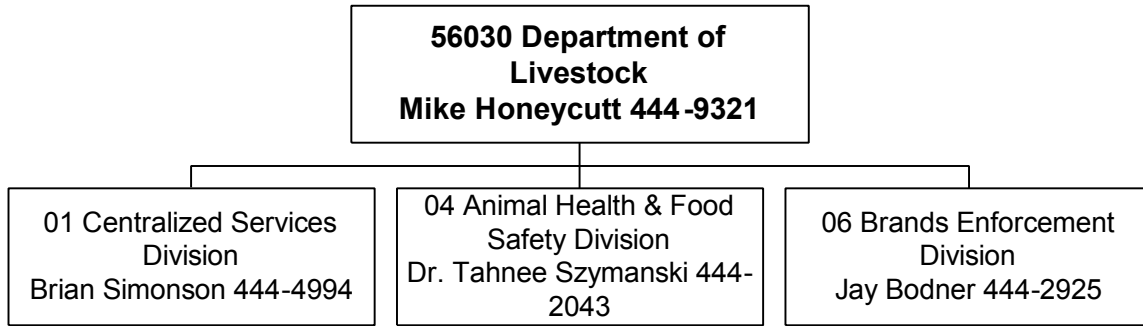 56030 Department of
Livestock
Mike Honeycutt 444-9321
01 Centralized Services
Division
Brian Simonson 444-4994
04 Animal Health & Food
Safety Division
Dr. Tahnee Szymanski 444-
2043
06 Brands Enforcement
Division
Jay Bodner 444-2925